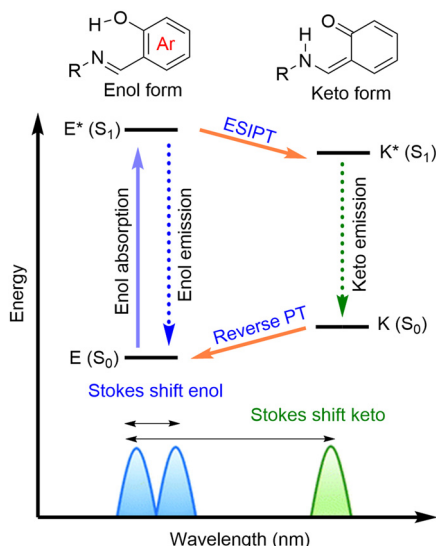 H
O
Ar
R
N
Enol form
O
H
N
R
Keto form
E* (S1)
ESIPT
K* (S1)
Enol absorption
Enol emission
Keto emission
Energy
Reverse PT
K (S0)
E (S0)
Stokes shift enol
Stokes shift keto
Wavelength (nm)